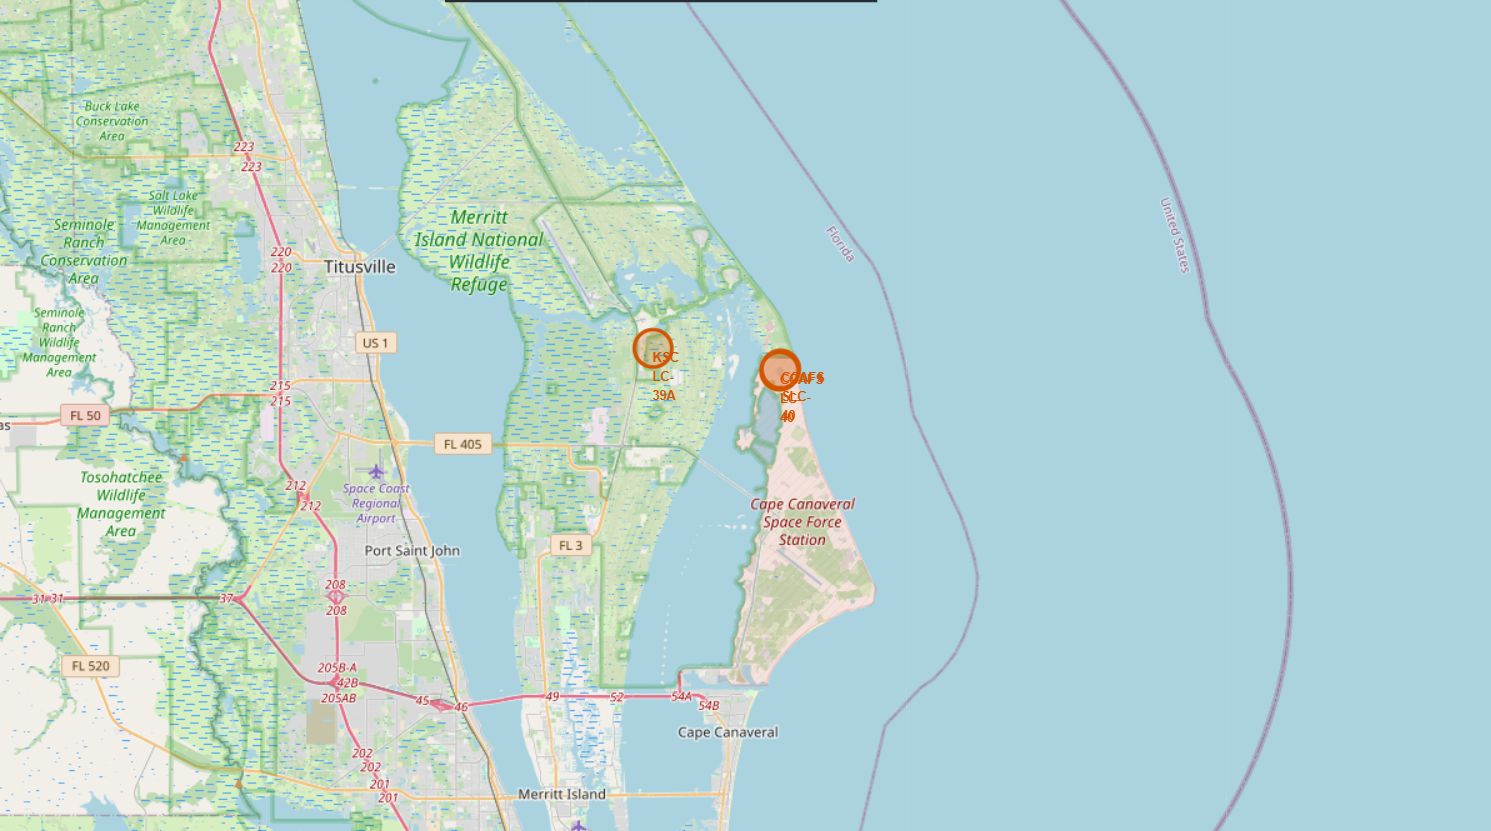 Buck Lake
Conservation
Area
223
223
Salt Lake
Wildlife
Management
Area
Seminole
Ranch
Conservation
Area
Merritt
Island National
Wildlife
Refuge
Florida
United States
220
220
Titusville
Seminole
Ranch
Wildlife
Management
Area
US 1
KSC
LC-
39A
CCAFS
SLC-
40
CCAFS
LC-
40
215
215
FL 50
as
FL 405
Tosohatchee
Wildlife
Management
Area
212
212
Space Coast
Regional
Airport
Cape Canaveral
Space Force
Station
Port Saint John
FL 3
208
208
31 31
37
FL 520
205B-A
42B
205AB
45
46
49
52
54A
54B
Cape Canaveral
202
202
201
201
Merritt Island